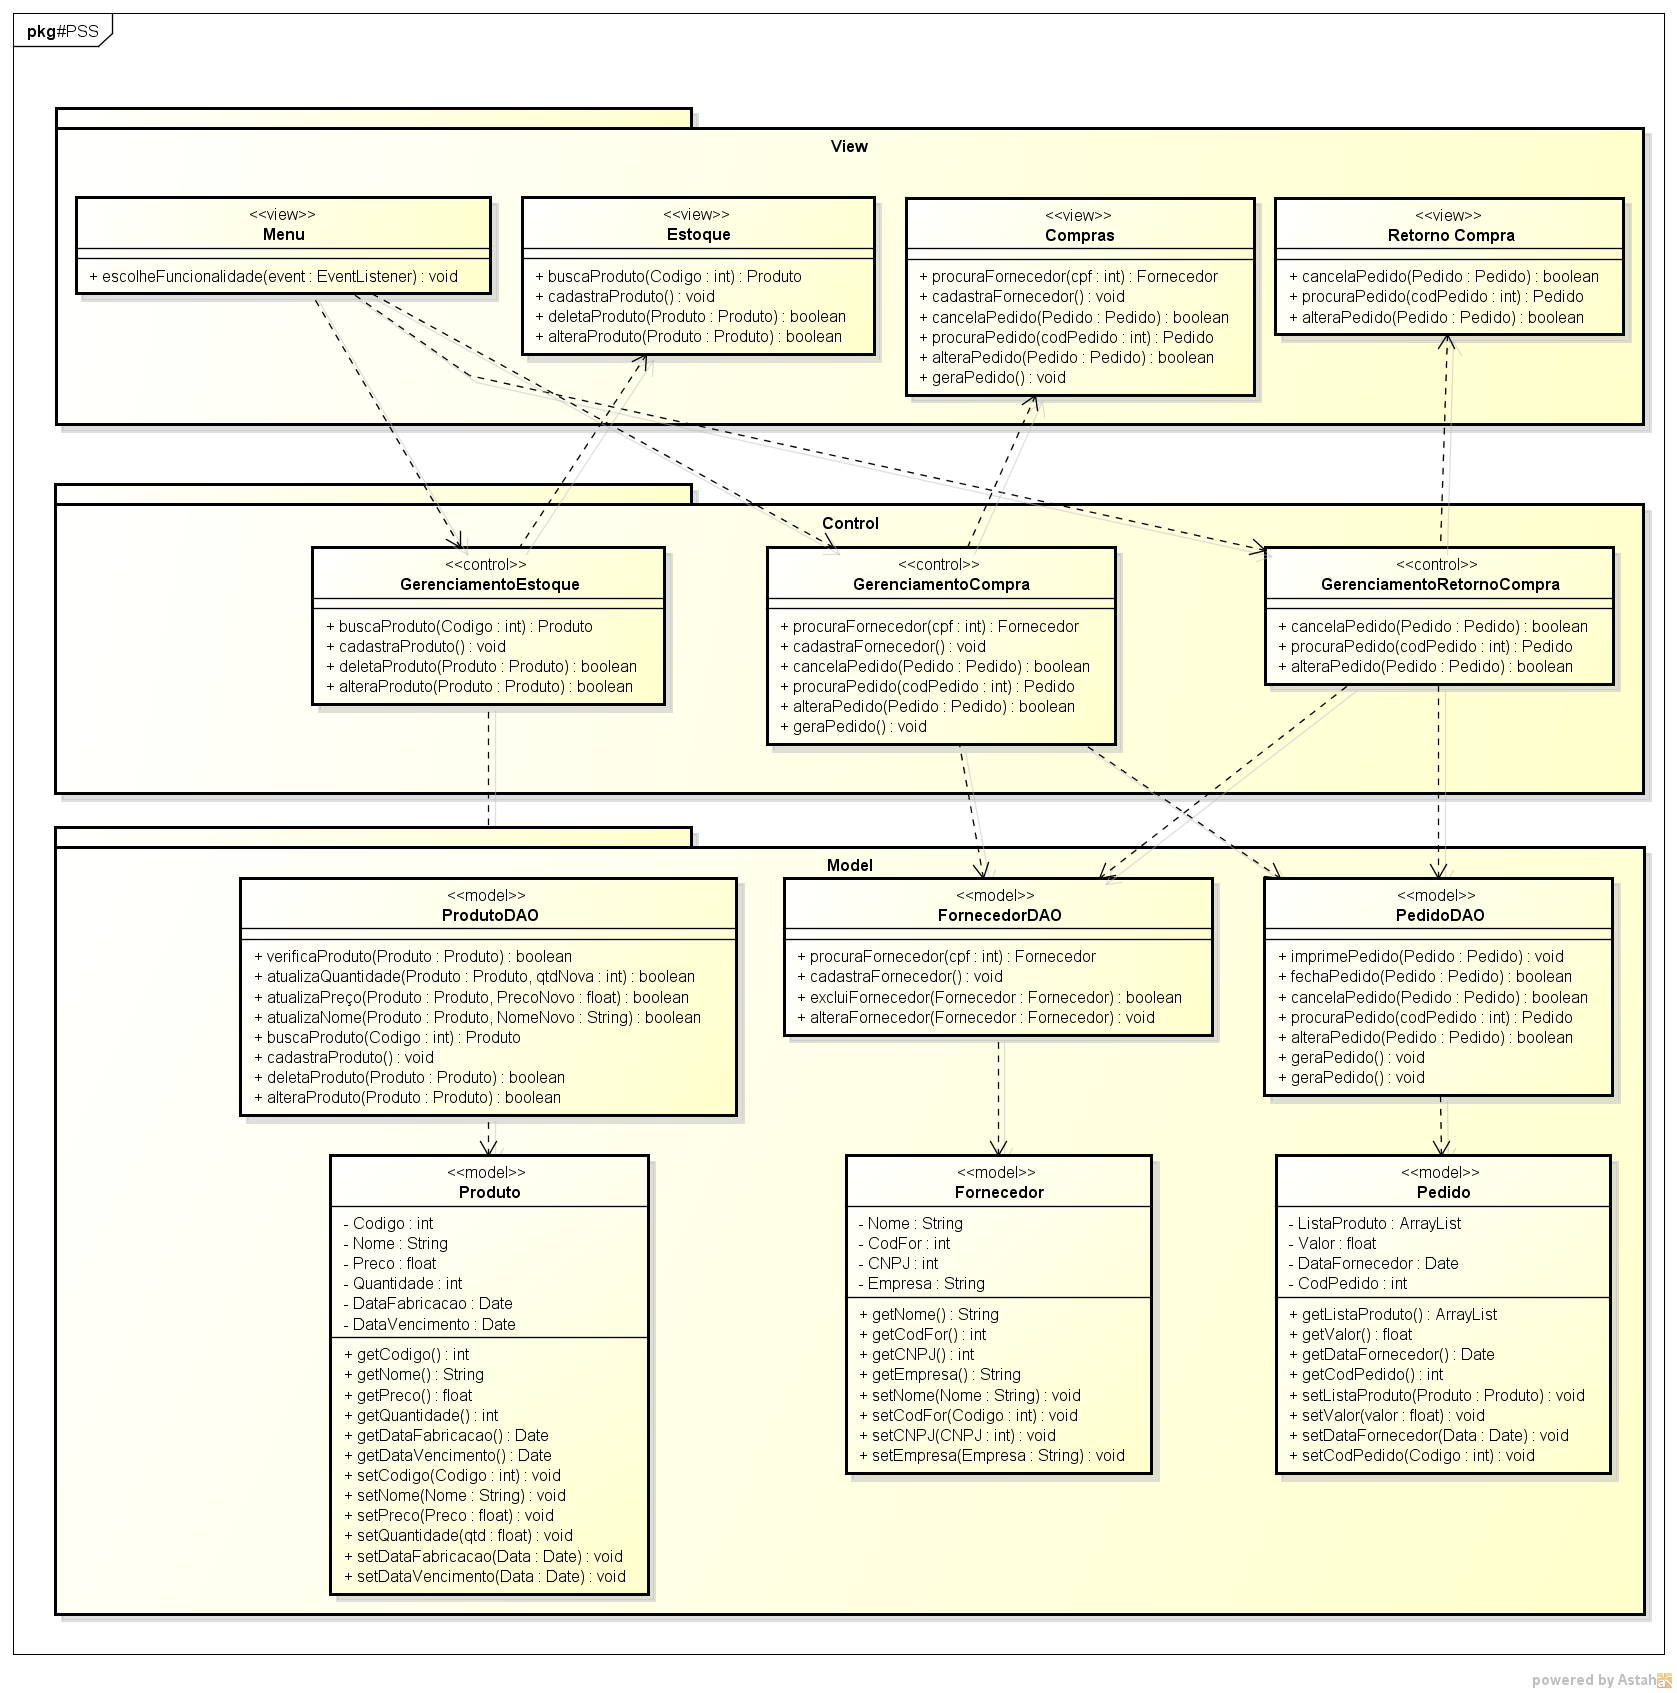 pkg#PSS
View
<<view>>
Menu
+ escolheFuncionalidade(event : EventListener) : void
<<view>>
Estoque
+ buscaProduto(Codigo : int) : Produto
+ cadastraProduto() : void
+ deletaProduto(Produto : Produto) : boolean
+ alteraProduto(Produto : Produto) : boolean
<<view>>
Compras
+ procuraFornecedor(cpf : int) : Fornecedor
+ cadastraFornecedor() : void
+ cancelaPedido(Pedido : Pedido) : boolean
+ procuraPedido(codPedido : int) : Pedido
+ alteraPedido(Pedido : Pedido) : boolean
+ geraPedido() : void
<<view>>
Retorno Compra
+ cancelaPedido(Pedido : Pedido) : boolean
+ procuraPedido(codPedido : int) : Pedido
+ alteraPedido(Pedido : Pedido) : boolean
Control
<<control>>
GerenciamentoEstoque
+ buscaProduto(Codigo : int) : Produto
+ cadastraProduto() : void
+ deletaProduto(Produto : Produto) : boolean
+ alteraProduto(Produto : Produto) : boolean
<<control>>
GerenciamentoCompra
+ procuraFornecedor(cpf : int) : Fornecedor
+ cadastraFornecedor() : void
+ cancelaPedido(Pedido : Pedido) : boolean
+ procuraPedido(codPedido : int) : Pedido
+ alteraPedido(Pedido : Pedido) : boolean
+ geraPedido() : void
<<control>>
GerenciamentoRetornoCompra
+ cancelaPedido(Pedido : Pedido) : boolean
+ procuraPedido(codPedido : int) : Pedido
+ alteraPedido(Pedido : Pedido) : boolean
Model
<<model>>
ProdutoDAO
+ verificaProduto(Produto : Produto) : boolean
+ atualizaQuantidade(Produto : Produto, qtdNova : int) : boolean
+ atualizaPreço(Produto : Produto, PrecoNovo : float) : boolean
+ atualizaNome(Produto : Produto, NomeNovo : String) : boolean
+ buscaProduto(Codigo : int) : Produto
+ cadastraProduto() : void
+ deletaProduto(Produto : Produto) : boolean
+ alteraProduto(Produto : Produto) : boolean
<<model>>
FornecedorDAO
+ procuraFornecedor(cpf : int) : Fornecedor
+ cadastraFornecedor() : void
+ excluiFornecedor(Fornecedor : Fornecedor) : boolean
+ alteraFornecedor(Fornecedor : Fornecedor) : void
<<model>>
PedidoDAO
+ imprimePedido(Pedido : Pedido) : void
+ fechaPedido(Pedido : Pedido) : boolean
+ cancelaPedido(Pedido : Pedido) : boolean
+ procuraPedido(codPedido : int) : Pedido
+ alteraPedido(Pedido : Pedido) : boolean
+ geraPedido() : void
+ geraPedido() : void
<<model>>
Produto
- Codigo : int
- Nome : String
- Preco : float
- Quantidade : int
- DataFabricacao : Date
- DataVencimento : Date
+ getCodigo() : int
+ getNome() : String
+ getPreco() : float
+ getQuantidade() : int
+ getDataFabricacao() : Date
+ getDataVencimento() : Date
+ setCodigo(Codigo : int) : void
+ setNome(Nome : String) : void
+ setPreco(Preco : float) : void
+ setQuantidade(qtd : float) : void
+ setDataFabricacao(Data : Date) : void
+ setDataVencimento(Data : Date) : void
<<model>>
Fornecedor
- Nome : String
- CodFor : int
- CNPJ : int
- Empresa : String
+ getNome() : String
+ getCodFor() : int
+ getCNPJ() : int
+ getEmpresa() : String
+ setNome(Nome : String) : void
+ setCodFor(Codigo : int) : void
+ setCNPJ(CNPJ : int) : void
+ setEmpresa(Empresa : String) : void
<<model>>
Pedido
- ListaProduto : ArrayList
- Valor : float
- DataFornecedor : Date
- CodPedido : int
+ getListaProduto() : ArrayList
+ getValor() : float
+ getDataFornecedor() : Date
+ getCodPedido() : int
+ setListaProduto(Produto : Produto) : void
+ setValor(valor : float) : void
+ setDataFornecedor(Data : Date) : void
+ setCodPedido(Codigo : int) : void
powered by Astah